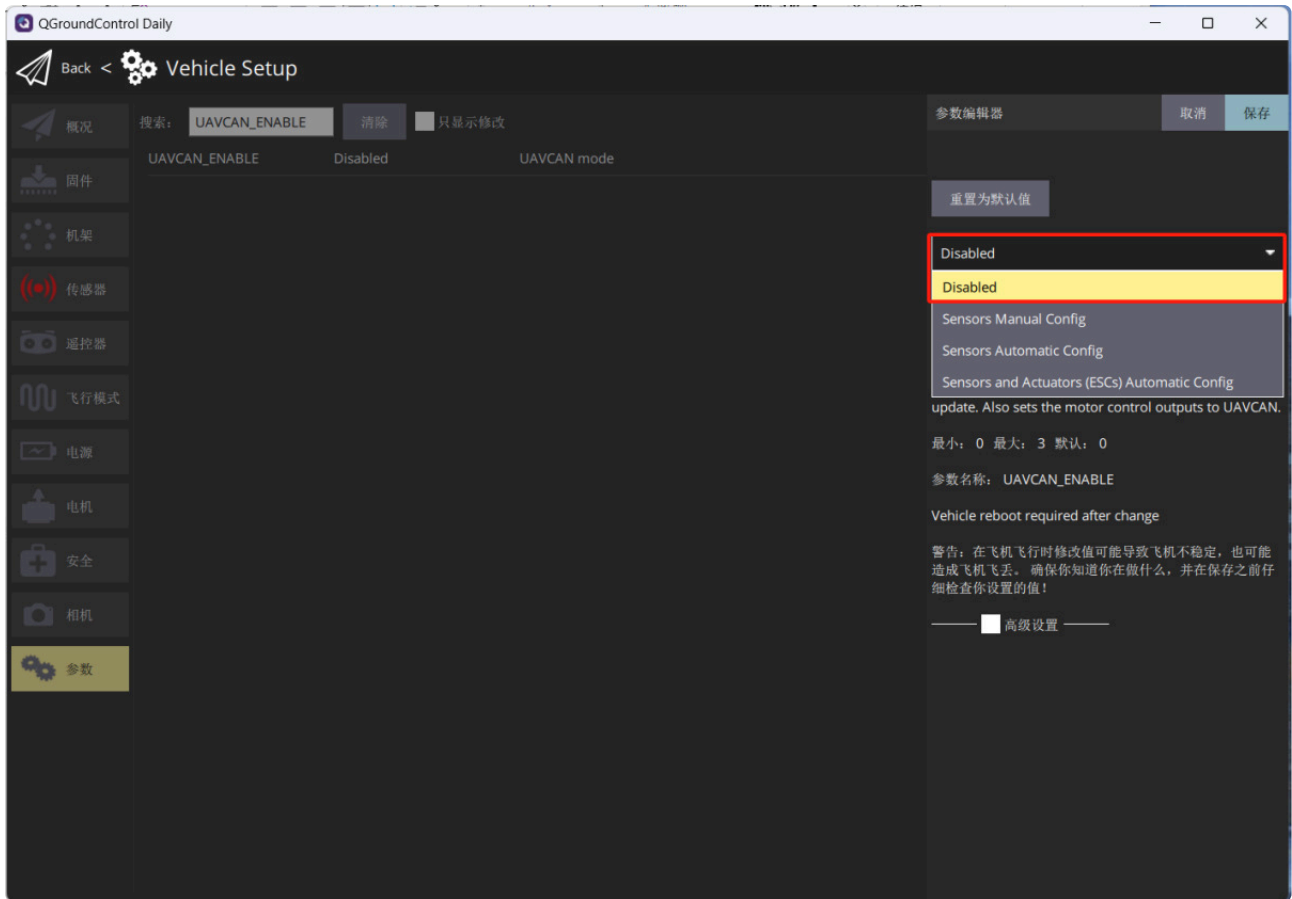 QGroundControl Daily
Back < Vehicle Setup
概况
固件
机架
传感器
遥控器
飞行模式
电源
电机
安全
相机
参数
搜索: UAVCAN_ENABLE 清除 只显示修改
UAVCAN_ENABLE Disabled UAVCAN mode
参数编辑器 取消 保存
重置为默认值
Disabled
Disabled
Sensors Manual Config
Sensors Automatic Config
Sensors and Actuators (ESCs) Automatic Config
update. Also sets the motor control outputs to UAVCAN.
最小: 0 最大: 3 默认: 0
参数名称: UAVCAN_ENABLE
Vehicle reboot required after change
警告: 在飞机飞行时修改值可能导致飞机不稳定，也可能
造成飞机飞丢。 确保你知道你在做什么，并在保存之前仔
细检查你设置的值!
高级设置